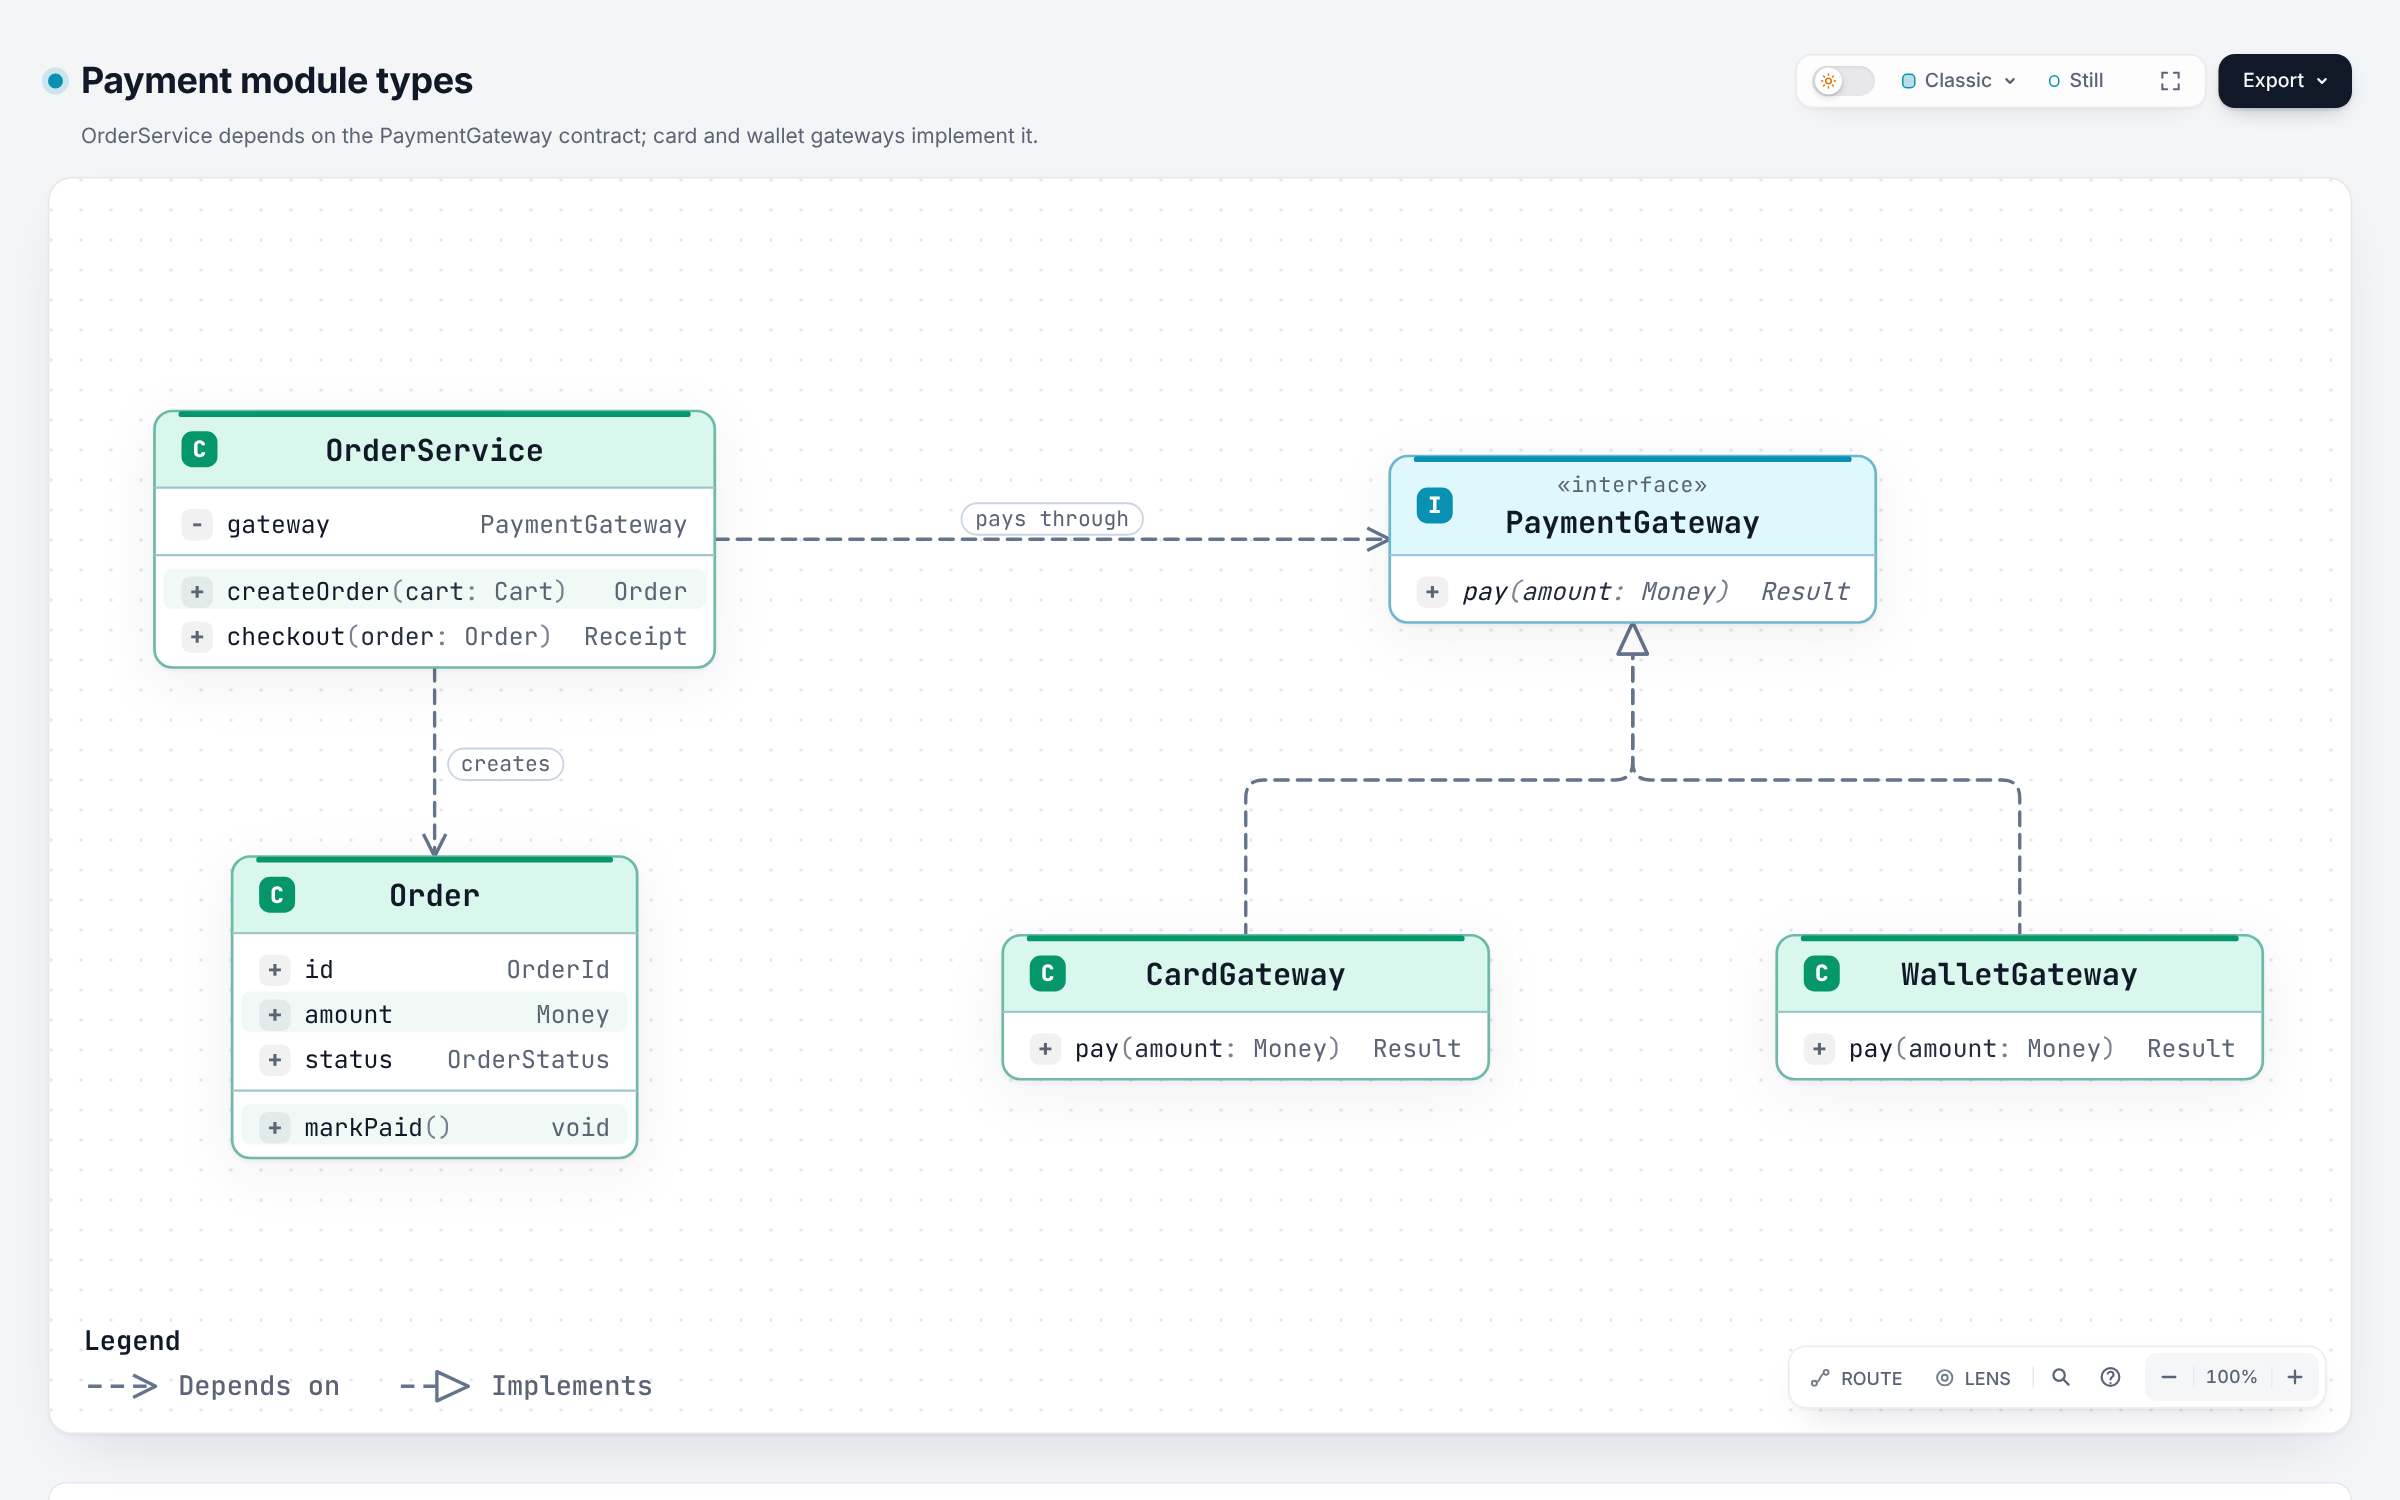 Payment module types
Classic
Still
Export
OrderService depends on the PaymentGateway contract; card and wallet gateways implement it.
C OrderService
- gateway PaymentGateway
+ createOrder(cart: Cart) Order
+ checkout(order: Order) Receipt
pays through
«interface»
I PaymentGateway
+ pay(amount: Money) Result
creates
C Order
+ id OrderId
+ amount Money
+ status OrderStatus
+ markPaid() void
C CardGateway
+ pay(amount: Money) Result
C WalletGateway
+ pay(amount: Money) Result
Legend
Depends on
Implements
ROUTE
LENS
− 100% +